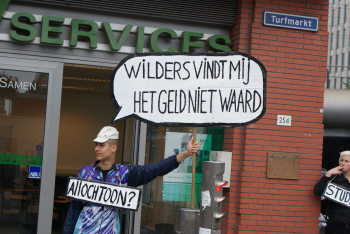 SERVICES
Turfmarkt
SAMEN
WILDERS VINDT MIJ
HET GELD NIET WAARD
254
AllOCHTOON?
STUD